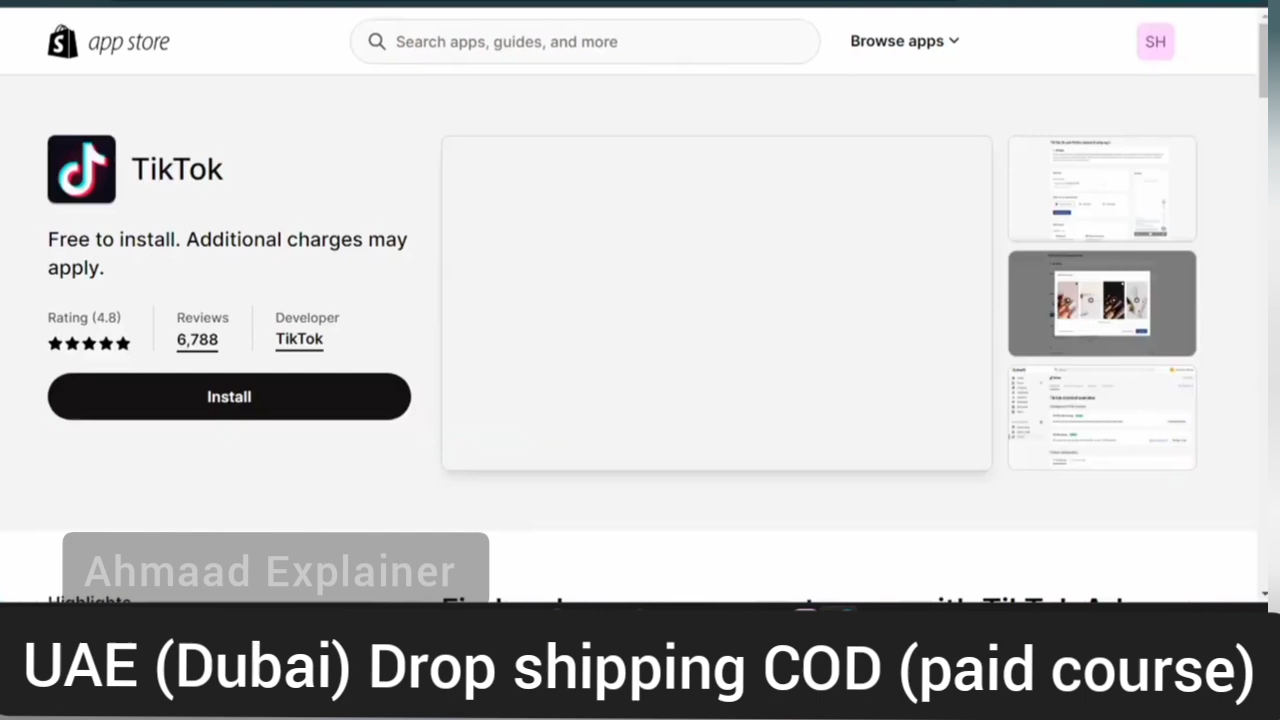 app store
Search apps, guides, and more
Browse apps
SH
TikTok
Free to install. Additional charges may
apply.
Rating (4.8)
Reviews
6,788
Developer
TikTok
Install
Ahmaad Explainer
Highlights
UAE (Dubai) Drop shipping COD (paid course)